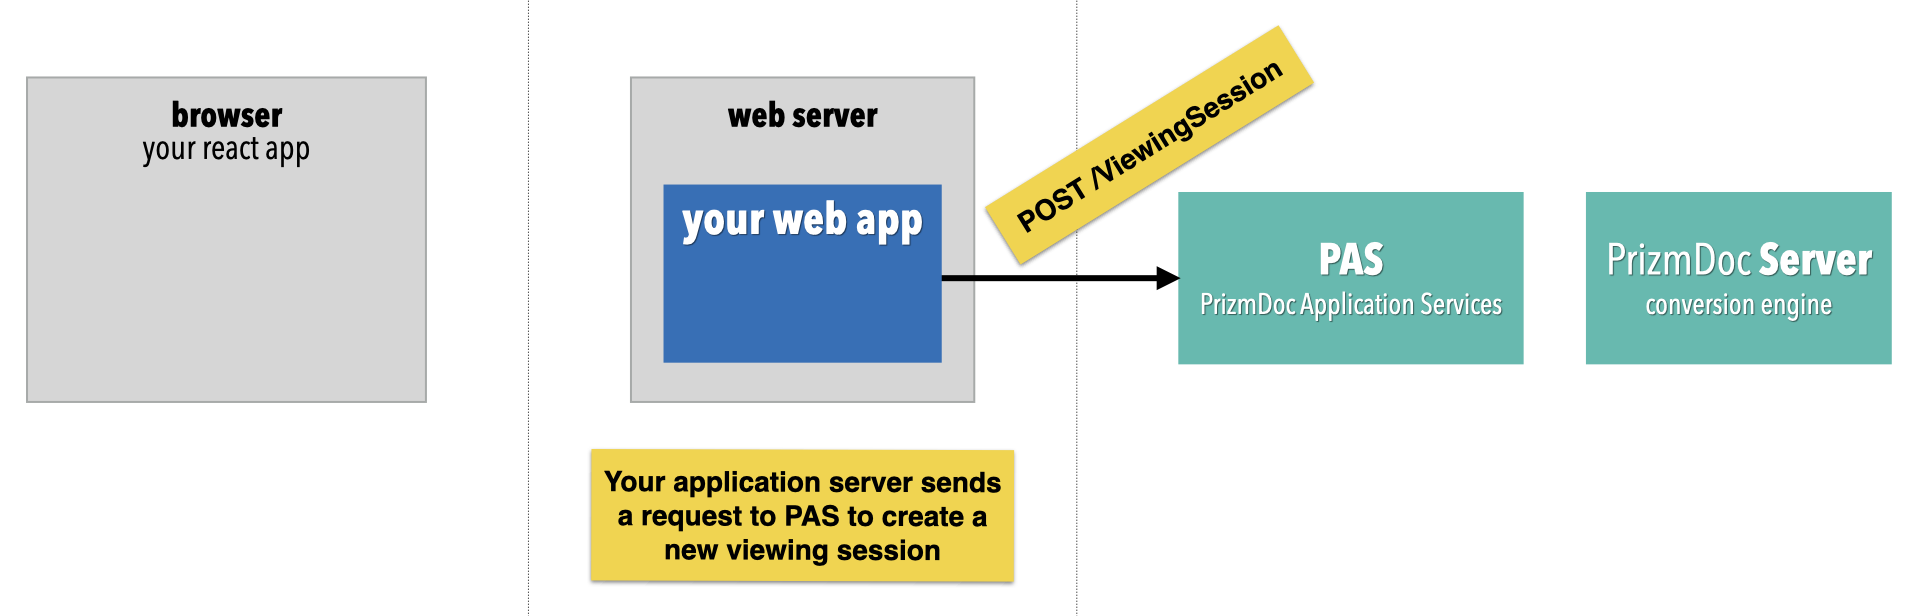 browser
your react app
web server
your web app
POST /ViewingSession
PAS
PrizmDoc Application Services
PrizmDoc Server
conversion engine
Your application server sends
a request to PAS to create a
new viewing session